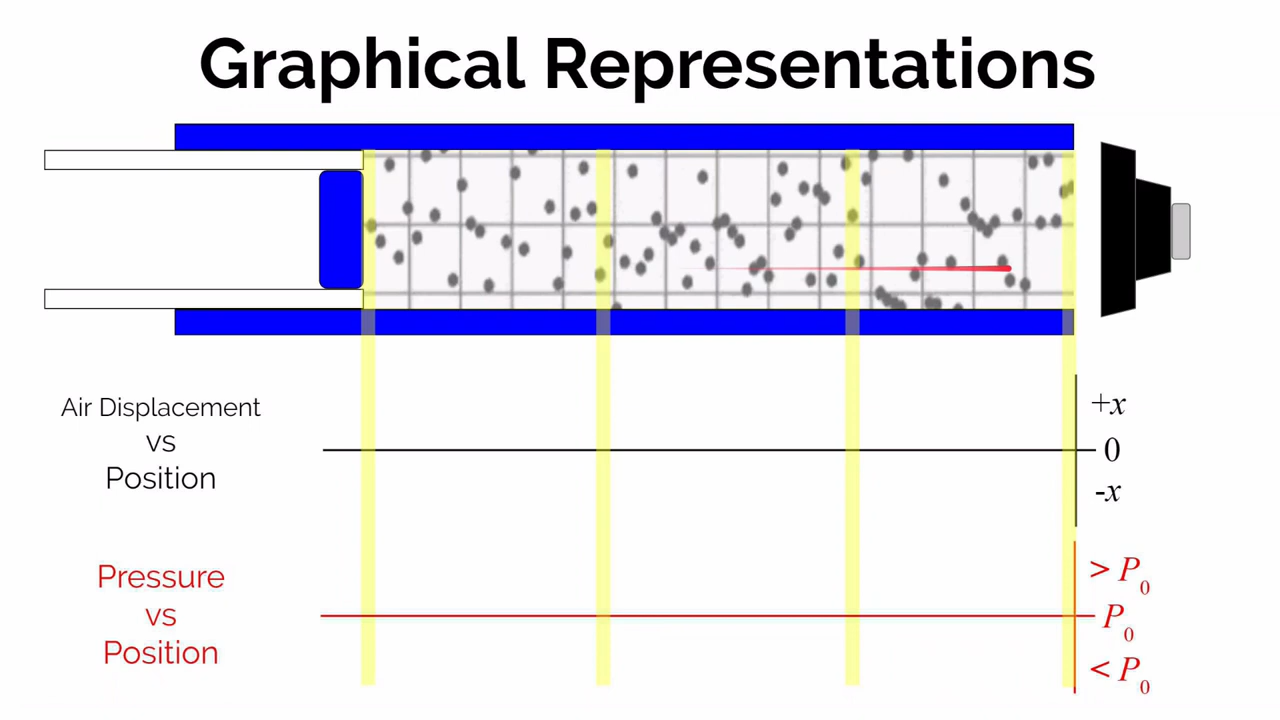 Graphical Representations
Air Displacement
vs
Position
+x
0
-x
Pressure
vs
Position
> P₀
P₀
< P₀